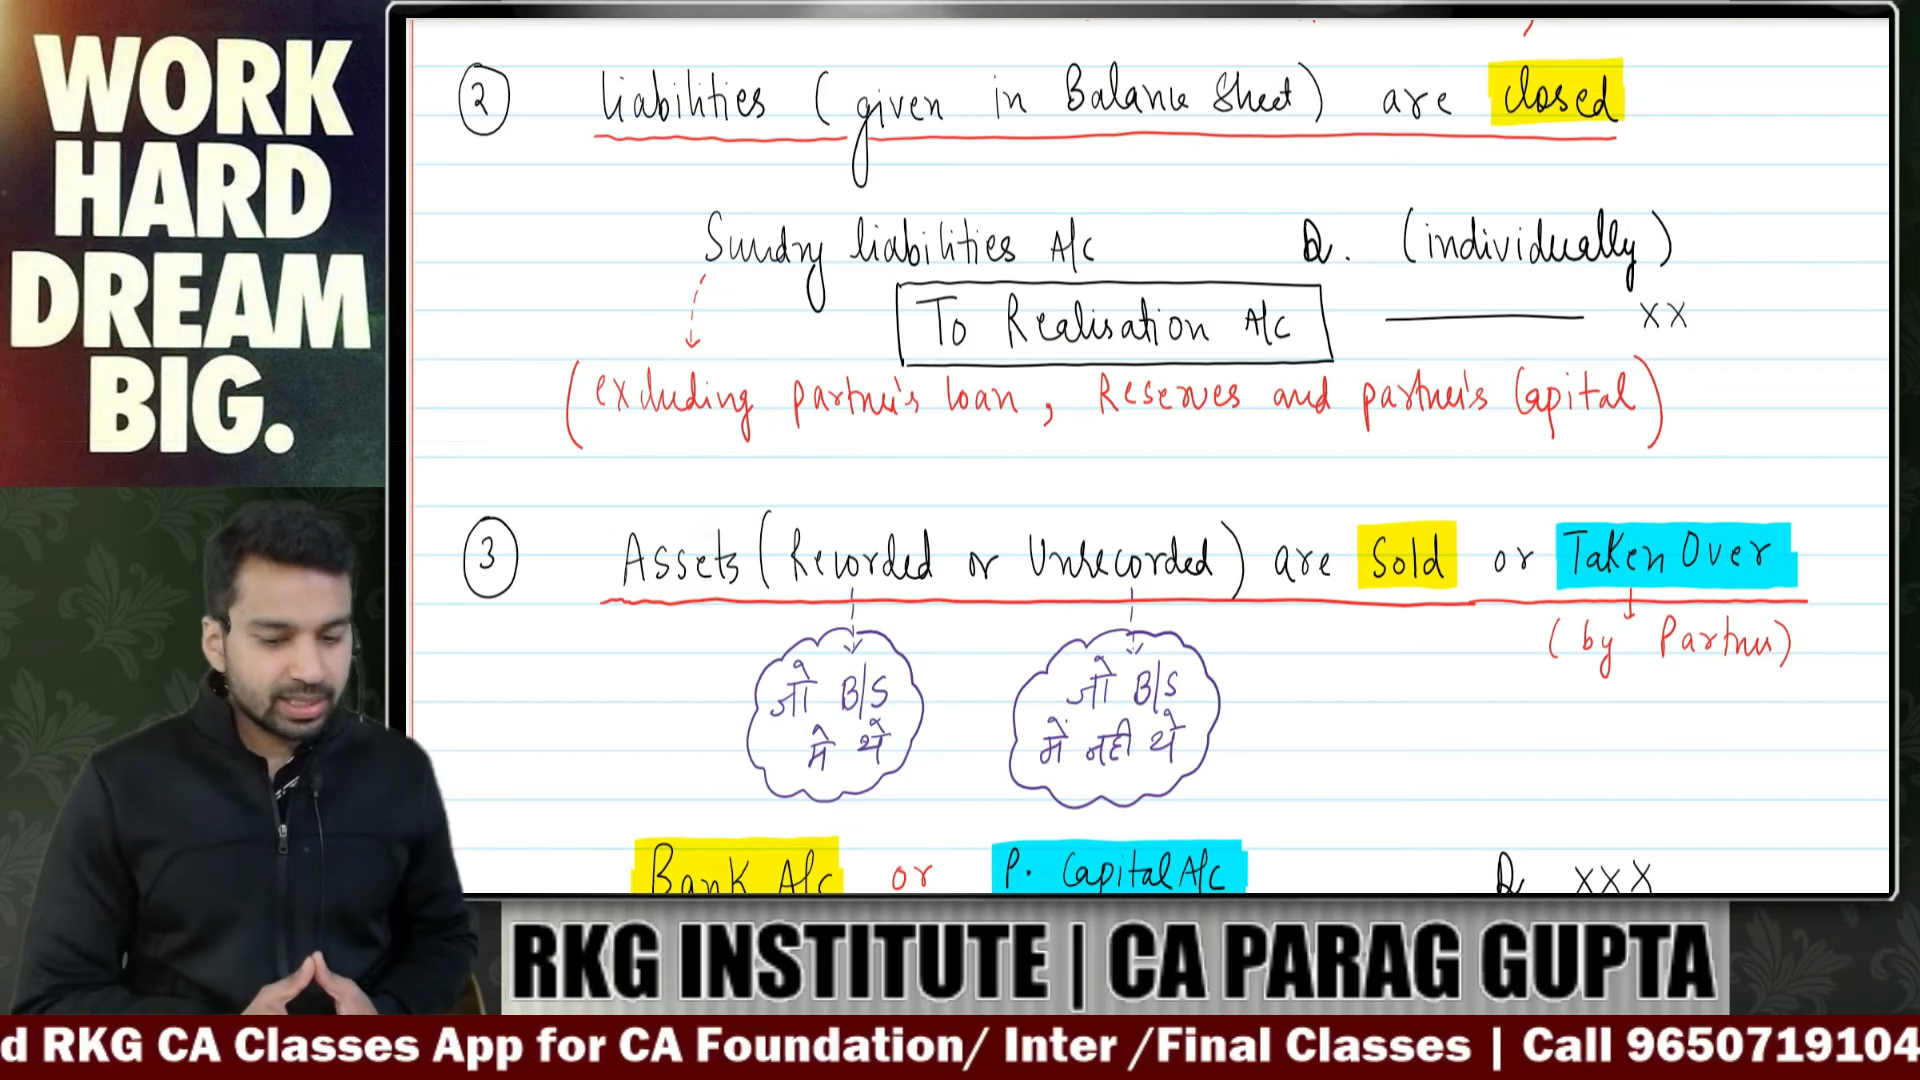 WORK
HARD
DREAM
BIG.
② Liabilities (given in Balance Sheet) are closed
Sundry liabilities A/c Dr. (individually)
To Realisation A/c xx
(excluding partner's loan, Reserves and partner's Capital)
③ Assets (Recorded or Unrecorded) are Sold or Taken Over
(by Partner)
जो B/S
में थे
जो B/S
में नही थे
Bank A/c or P. Capital A/c Dr xxx
RKG INSTITUTE | CA PARAG GUPTA
d RKG CA Classes App for CA Foundation/ Inter /Final Classes | Call 9650719104